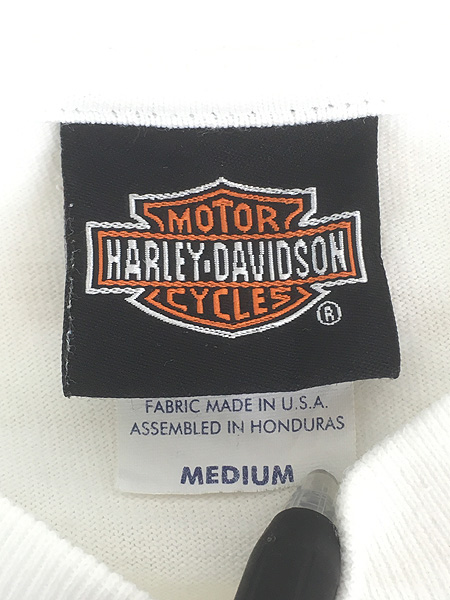 MOTOR
HARLEY-DAVIDSON
CYCLES
®
FABRIC MADE IN U.S.A.
ASSEMBLED IN HONDURAS
MEDIUM